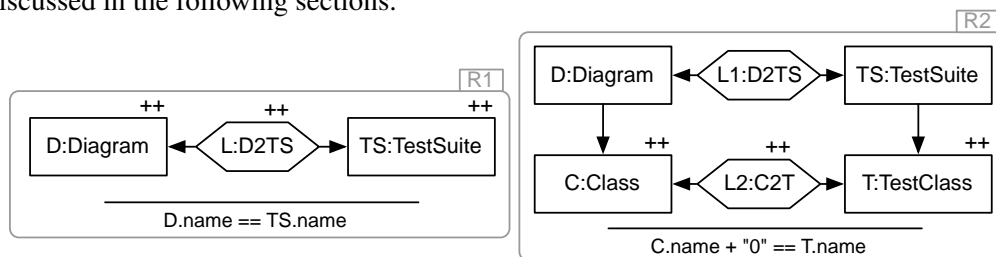 iscussed in the following sections.
R1
++ ++ ++
D:Diagram L:D2TS TS:TestSuite
D.name == TS.name
R2
D:Diagram L1:D2TS TS:TestSuite
++ ++ ++
C:Class L2:C2T T:TestClass
C.name + "0" == T.name